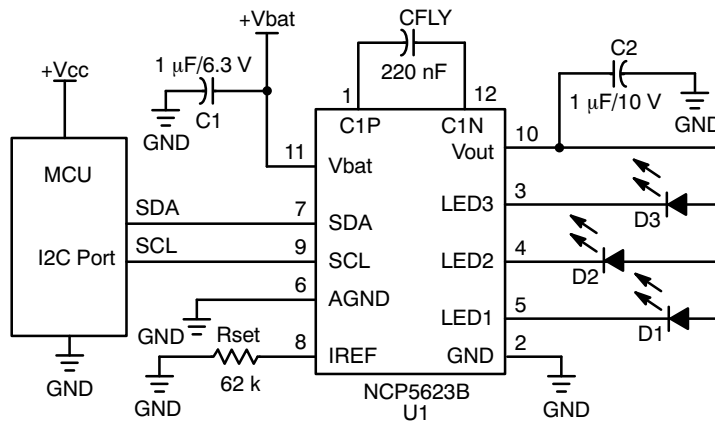 +Vbat
CFLY
+Vcc
1 μF/6.3 V
220 nF
C2
1
12
1 μF/10 V
GND
C1
C1P
C1N
10
GND
11
Vbat
Vout
MCU
SDA
7
SDA
LED3
3
D3
I2C Port
SCL
9
SCL
LED2
4
D2
6
AGND
LED1
5
D1
GND
Rset
8
IREF
GND
2
GND
GND
62 k
NCP5623B
U1
GND